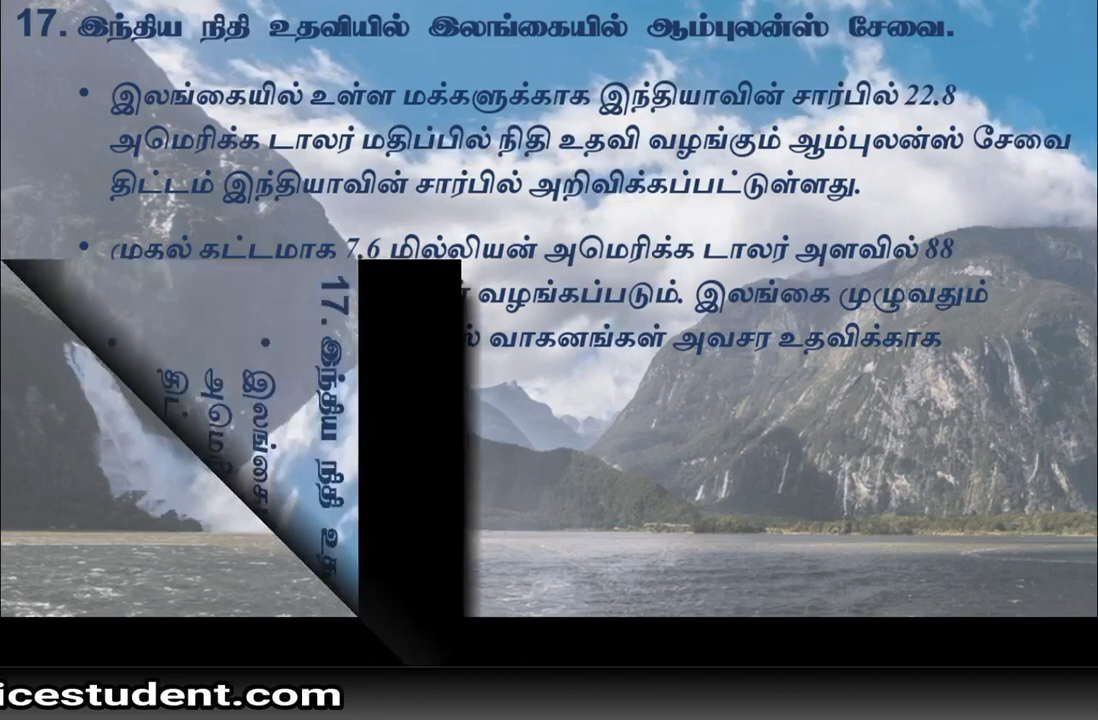 17. இந்திய நிதி உதவியில் இலங்கையில் ஆம்புலன்ஸ் சேவை.
• இலங்கையில் உள்ள மக்களுக்காக இந்தியாவின் சார்பில் 22.8
அமெரிக்க டாலர் மதிப்பில் நிதி உதவி வழங்கும் ஆம்புலன்ஸ் சேவை
திட்டம் இந்தியாவின் சார்பில் அறிவிக்கப்பட்டுள்ளது.
• முதல் கட்டமாக 7.6 மில்லியன் அமெரிக்க டாலர் அளவில் 88
வழங்கப்படும். இலங்கை முழுவதும்
வாகனங்கள் அவசர உதவிக்காக
17. இந்திய நிதி
icestudent.com